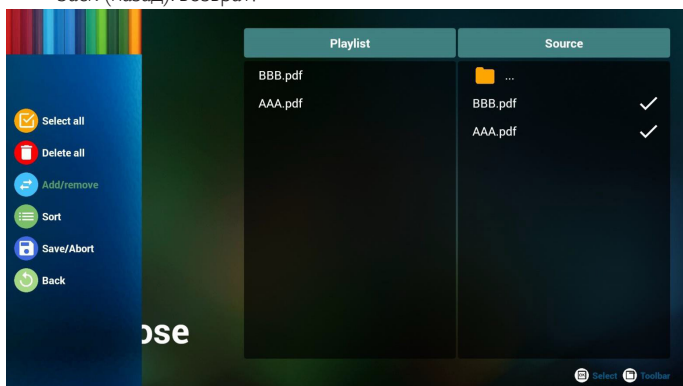 Playlist
Source
BBB.pdf
AAA.pdf
...
BBB.pdf
AAA.pdf
Select all
Delete all
Add/remove
Sort
Save/Abort
Back
ose
Select
Toolbar